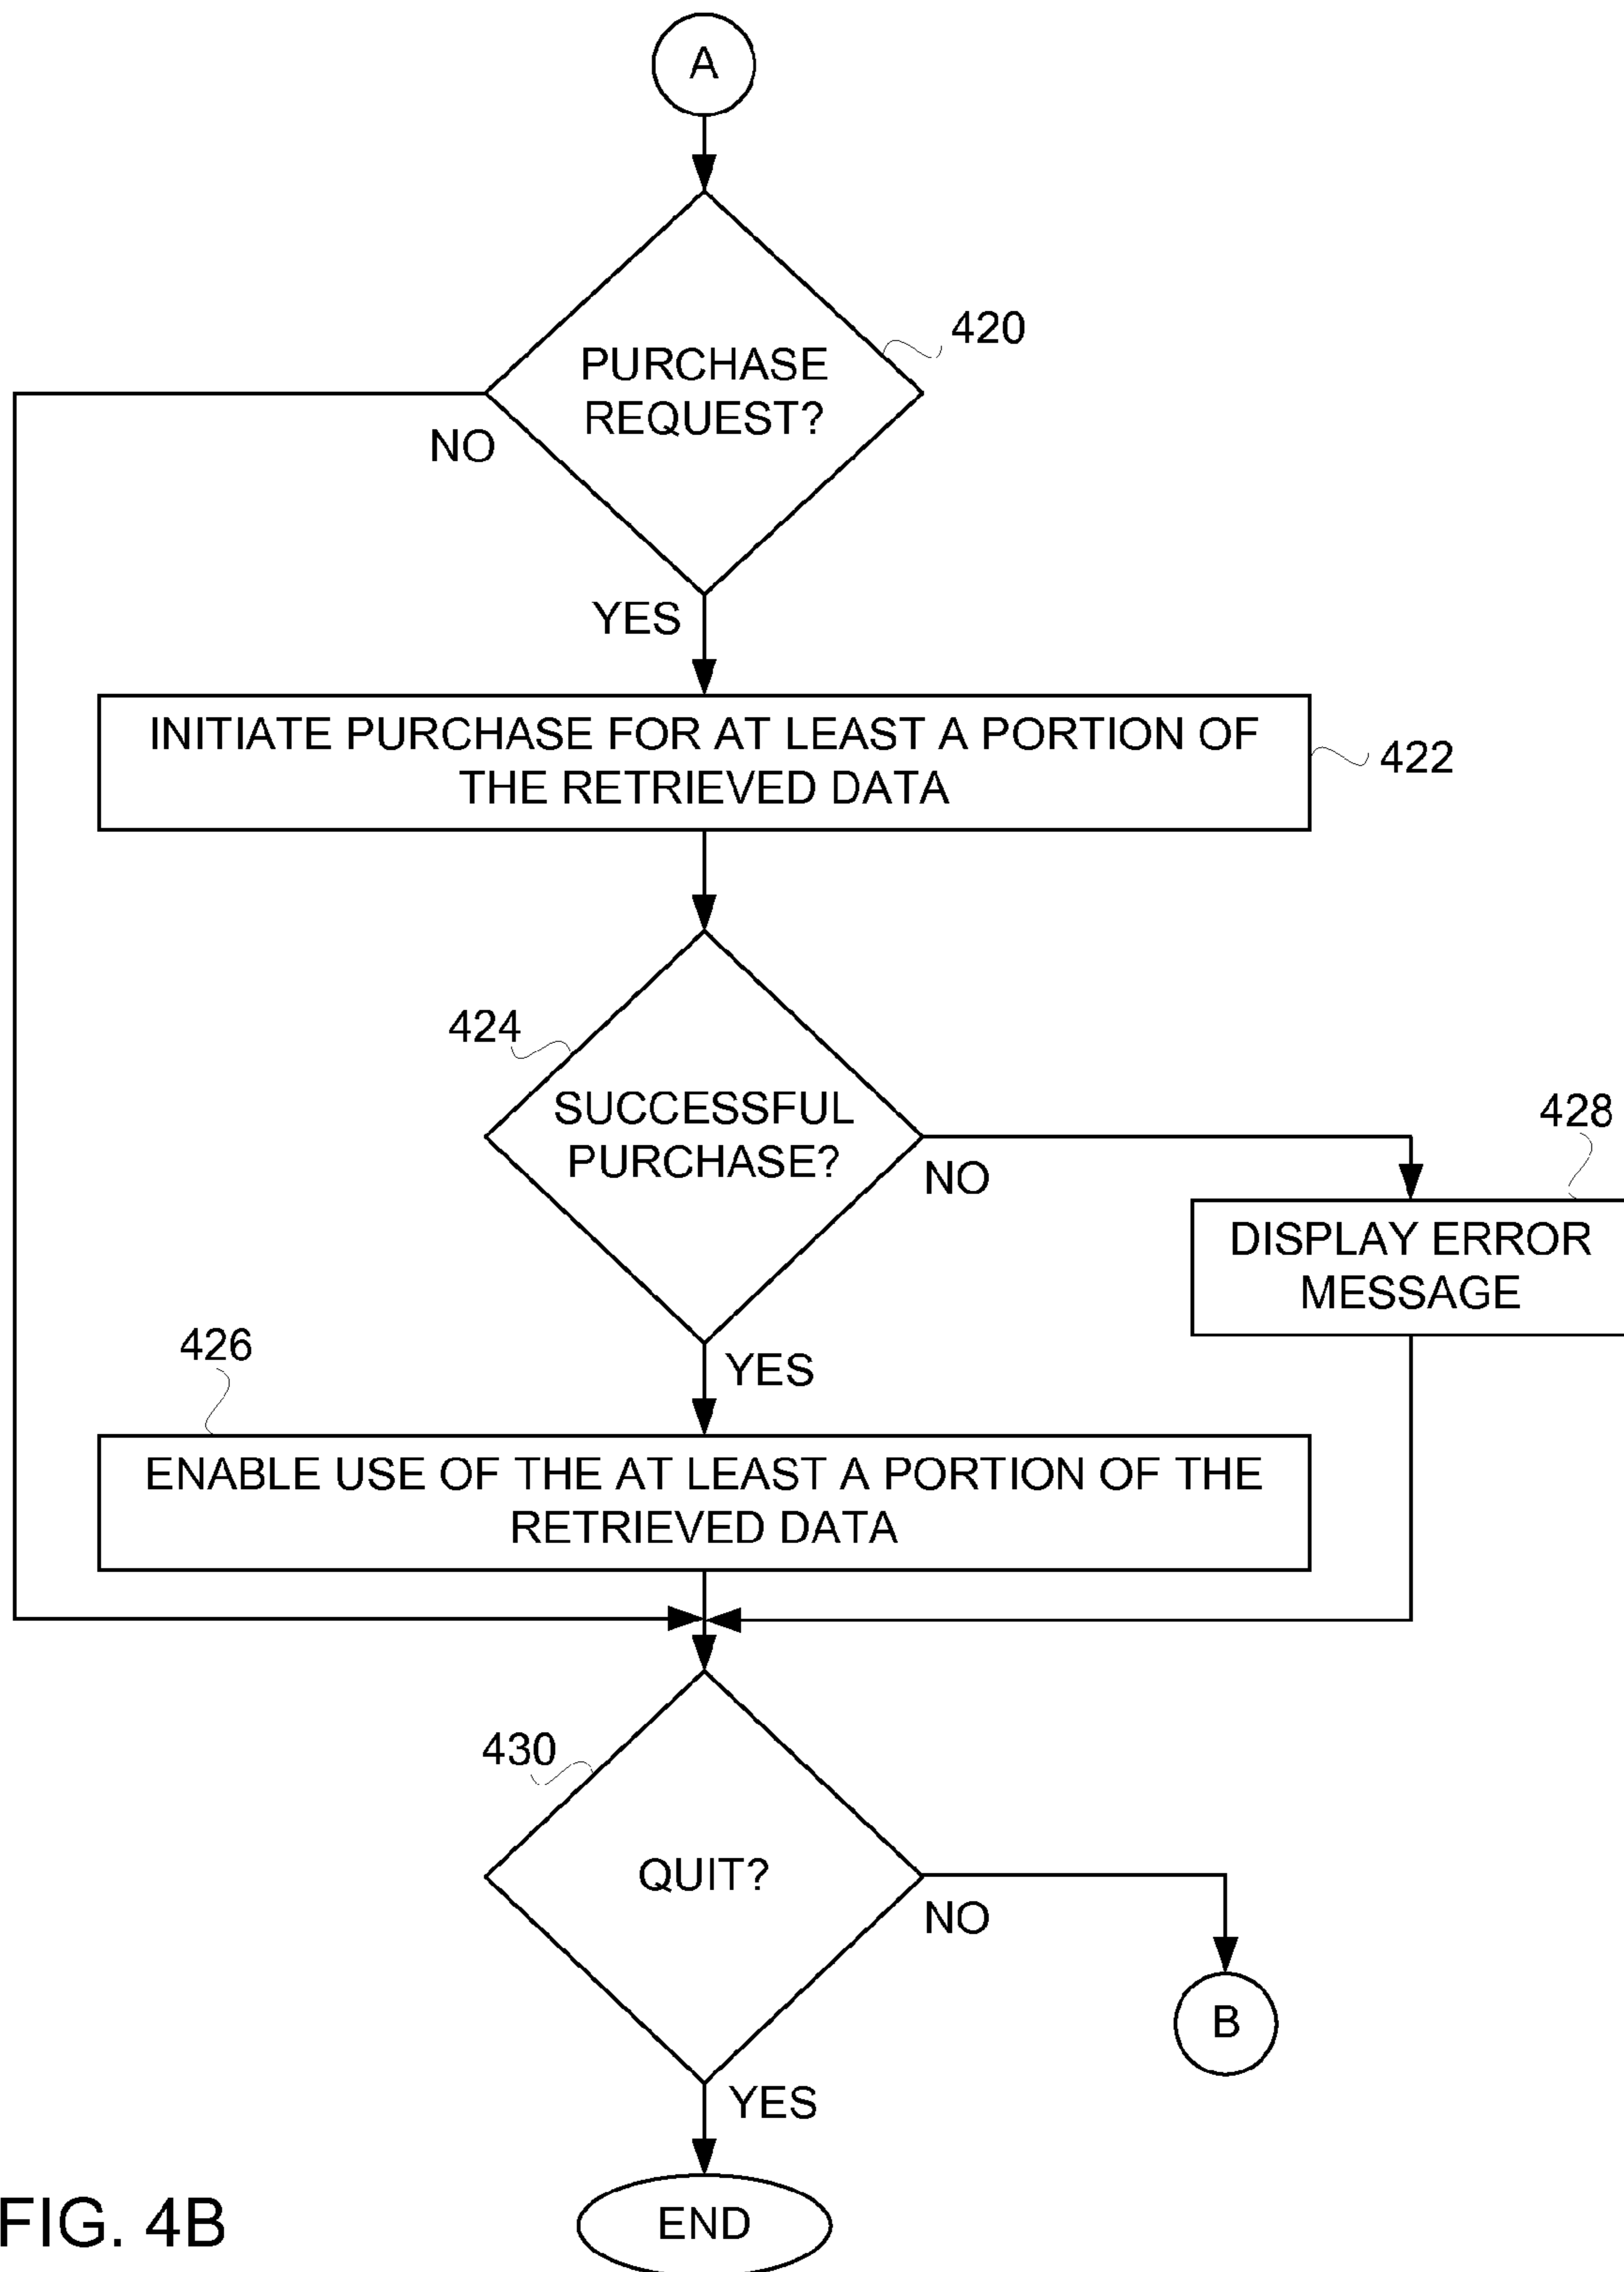 A
PURCHASE
REQUEST?
420
NO
YES
INITIATE PURCHASE FOR AT LEAST A PORTION OF
THE RETRIEVED DATA
422
424
SUCCESSFUL
PURCHASE?
NO
428
DISPLAY ERROR
MESSAGE
YES
426
ENABLE USE OF THE AT LEAST A PORTION OF THE
RETRIEVED DATA
430
QUIT?
NO
B
YES
END
FIG. 4B